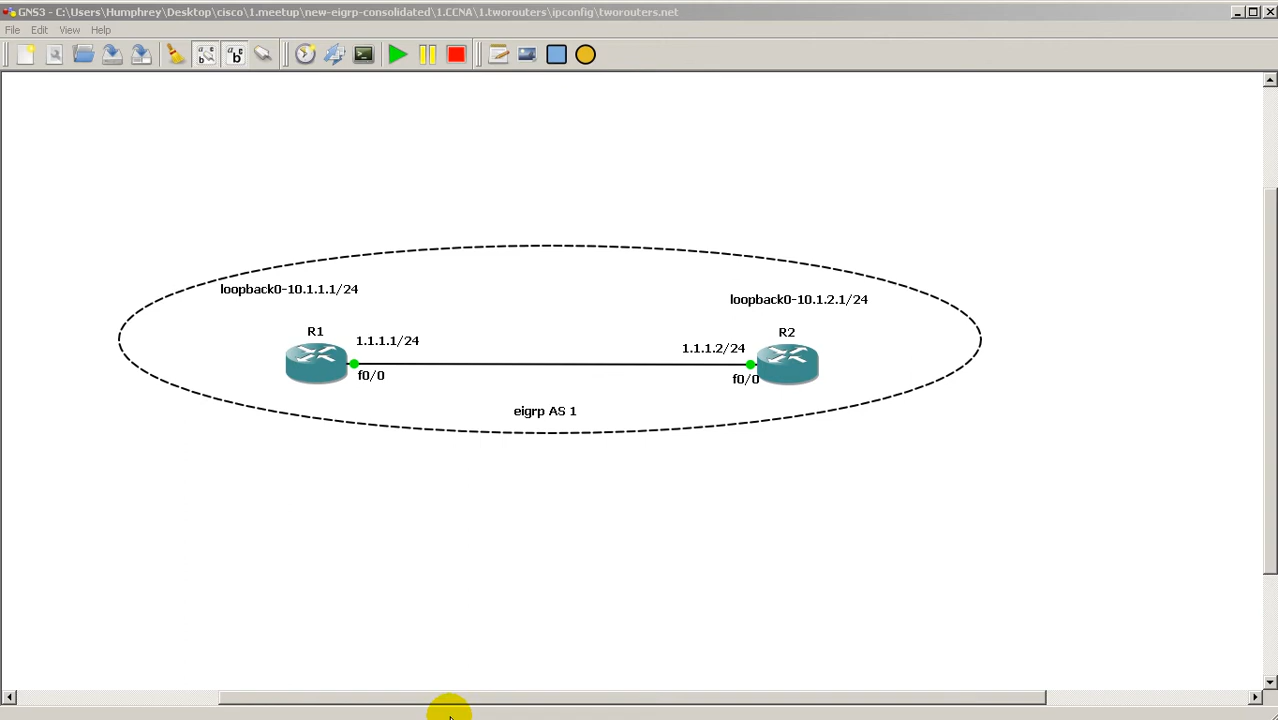 GNS3 - C:\Users\Humphrey\Desktop\cisco\1.meetup\new-eigrp-consolidated\1.CCNA\1.tworouters\ipconfig\tworouters.net
File Edit View Help
loopback0-10.1.1.1/24
loopback0-10.1.2.1/24
R1
R2
1.1.1.1/24
1.1.1.2/24
f0/0
f0/0
eigrp AS 1